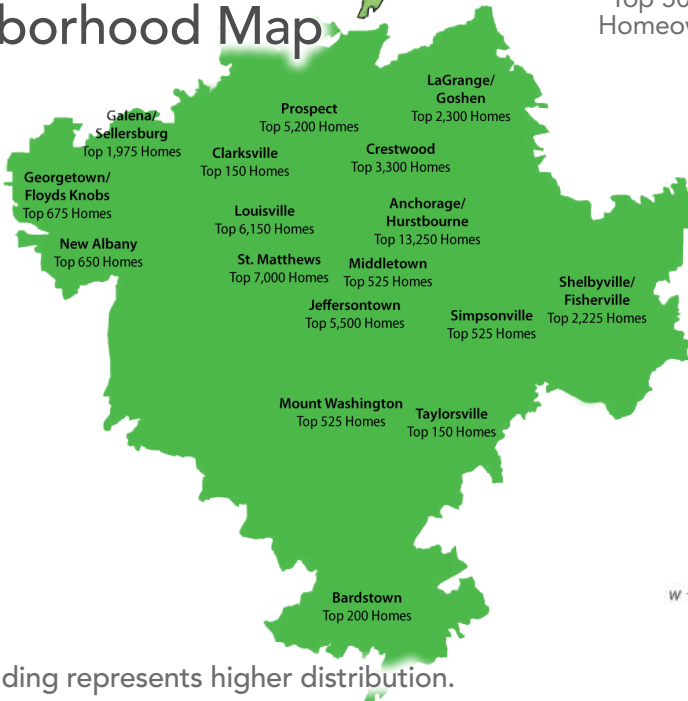 borhood Map
Top 50
Homeov
LaGrange/
Goshen
Top 2,300 Homes
Prospect
Top 5,200 Homes
Galena/
Sellersburg
Top 1,975 Homes
Clarksville
Top 150 Homes
Crestwood
Top 3,300 Homes
Georgetown/
Floyds Knobs
Top 675 Homes
Louisville
Top 6,150 Homes
Anchorage/
Hurstbourne
Top 13,250 Homes
New Albany
Top 650 Homes
St. Matthews
Top 7,000 Homes
Middletown
Top 525 Homes
Shelbyville/
Fisherville
Top 2,225 Homes
Jeffersontown
Top 5,500 Homes
Simpsonville
Top 525 Homes
Mount Washington
Top 525 Homes
Taylorsville
Top 150 Homes
Bardstown
Top 200 Homes
W
ding represents higher distribution.